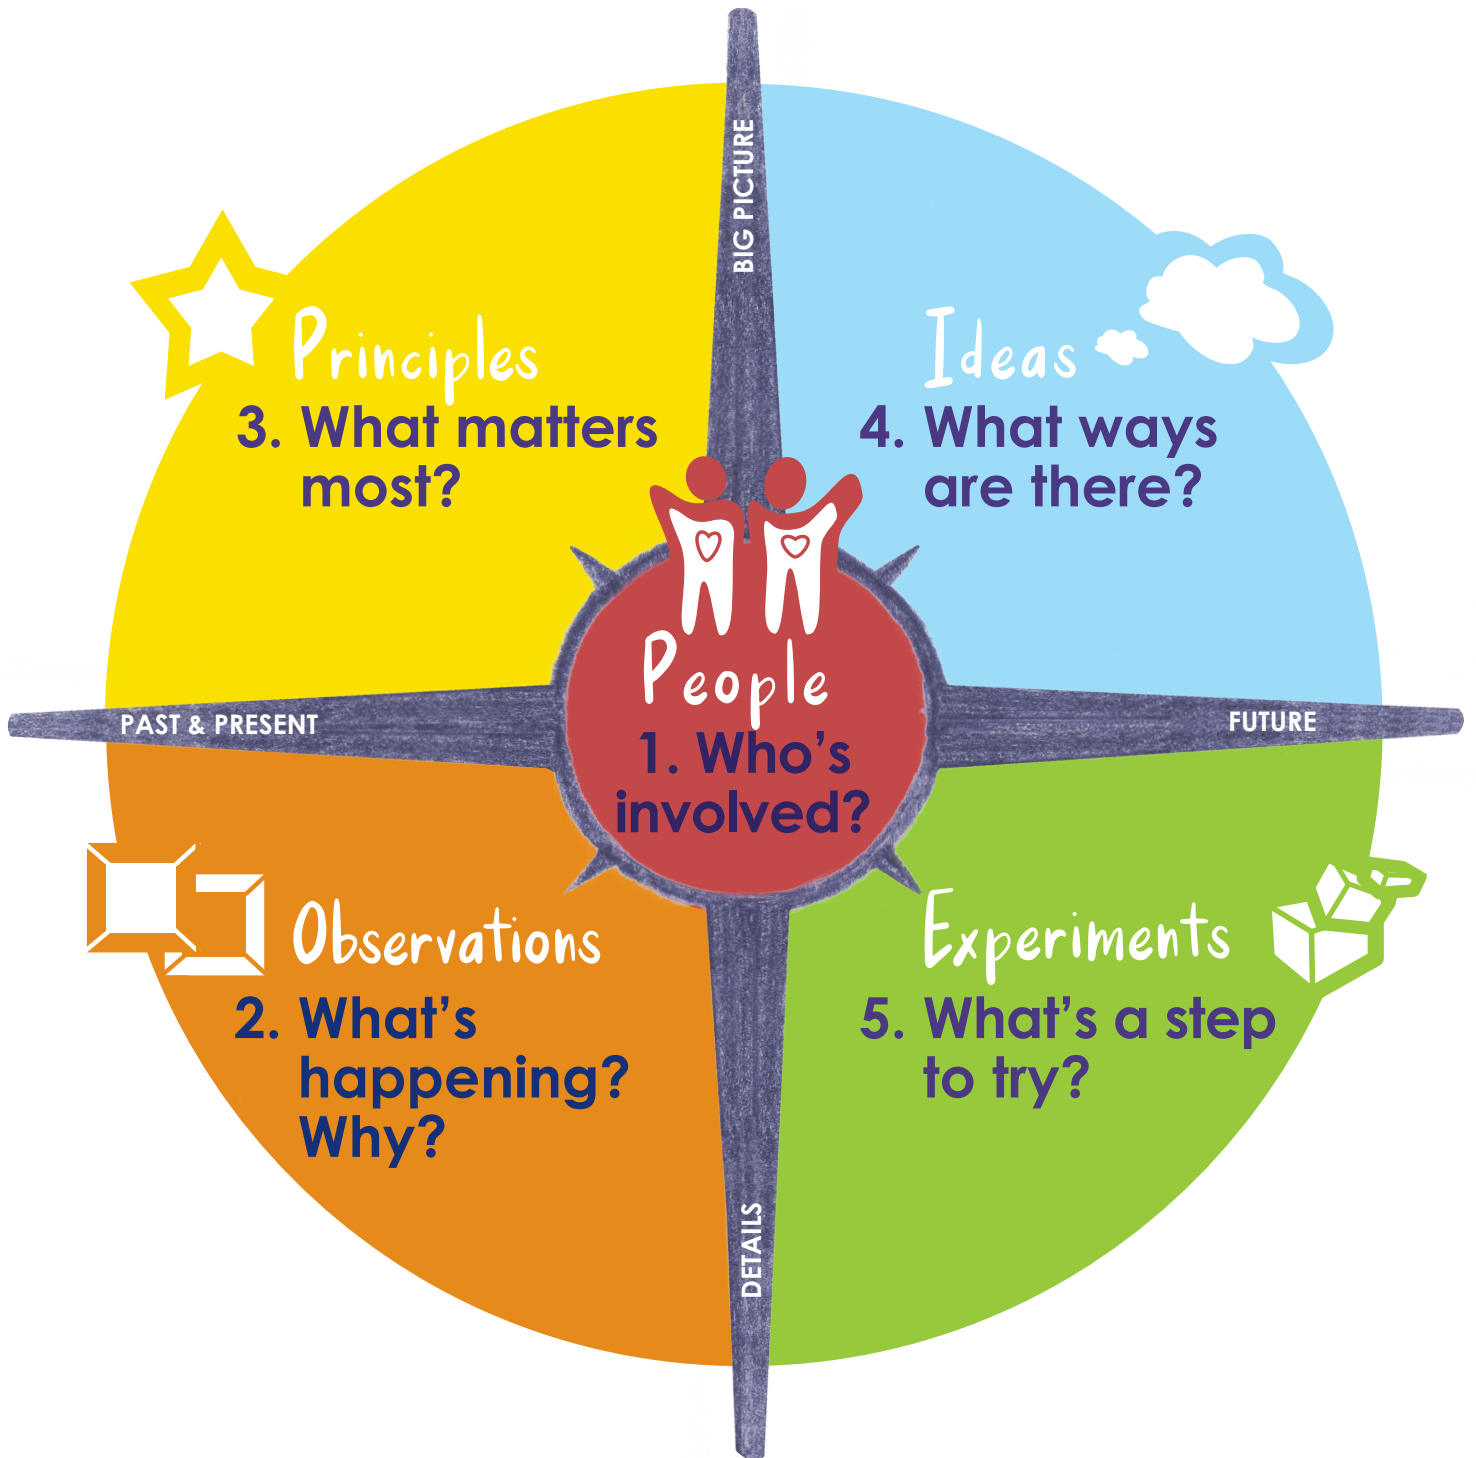 BIG PICTURE
Principles
3. What matters
most?
Ideas
4. What ways
are there?
PAST & PRESENT
People
1. Who’s
involved?
FUTURE
Observations
2. What’s
happening?
Why?
Experiments
5. What’s a step
to try?
DETAILS